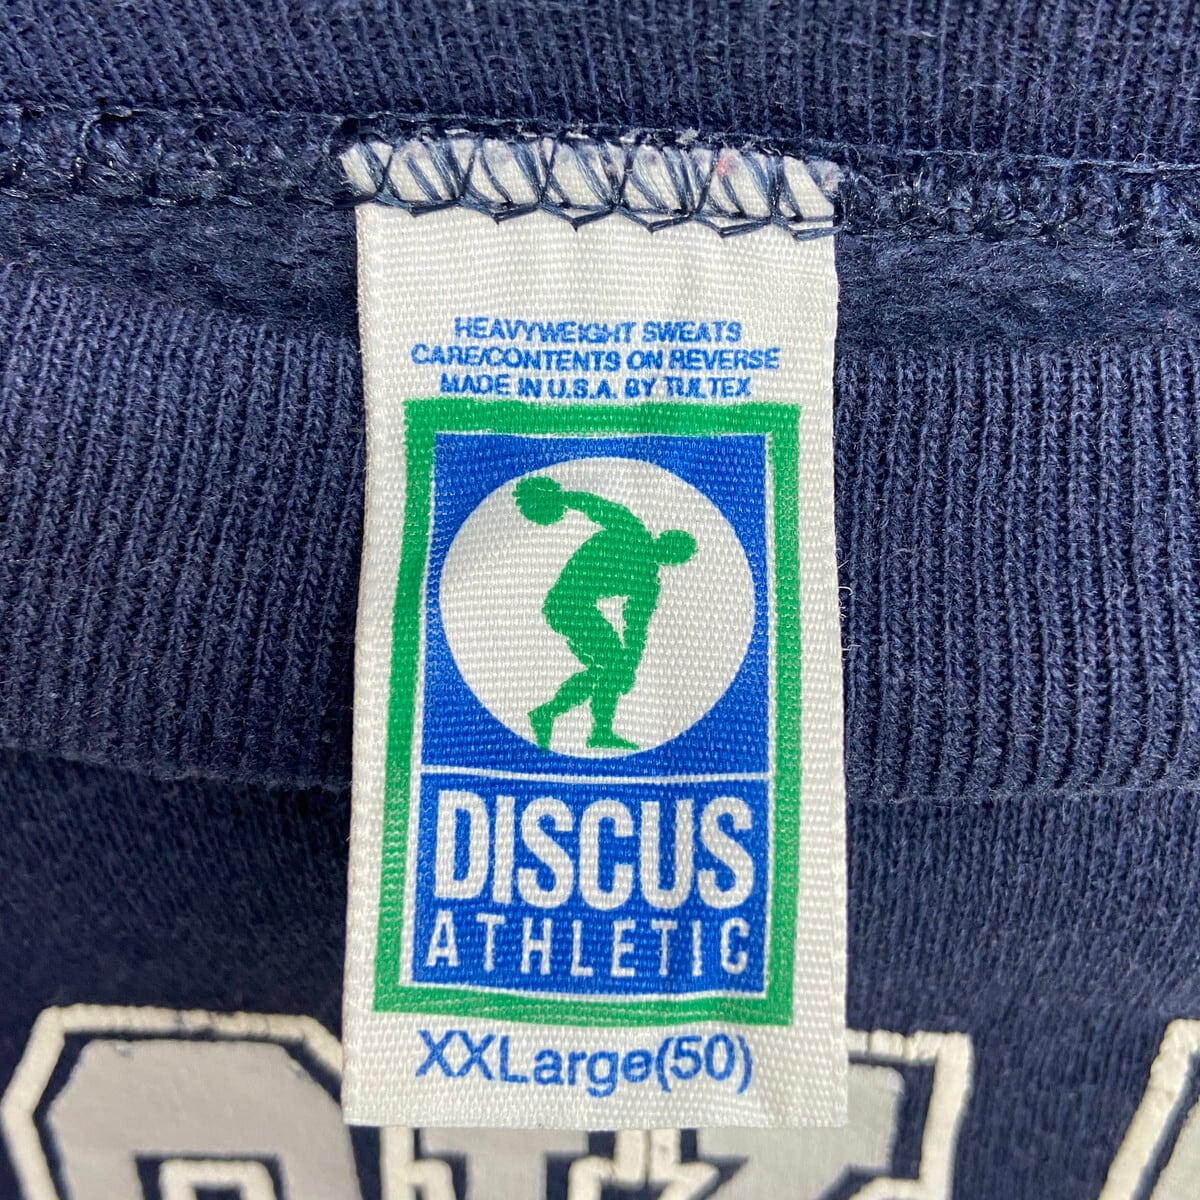 HEAVYWEIGHT SWEATS
CARE/CONTENTS ON REVERSE
MADE IN U.S.A. BY TULTEX
DISCUS
ATHLETIC
XXLarge(50)